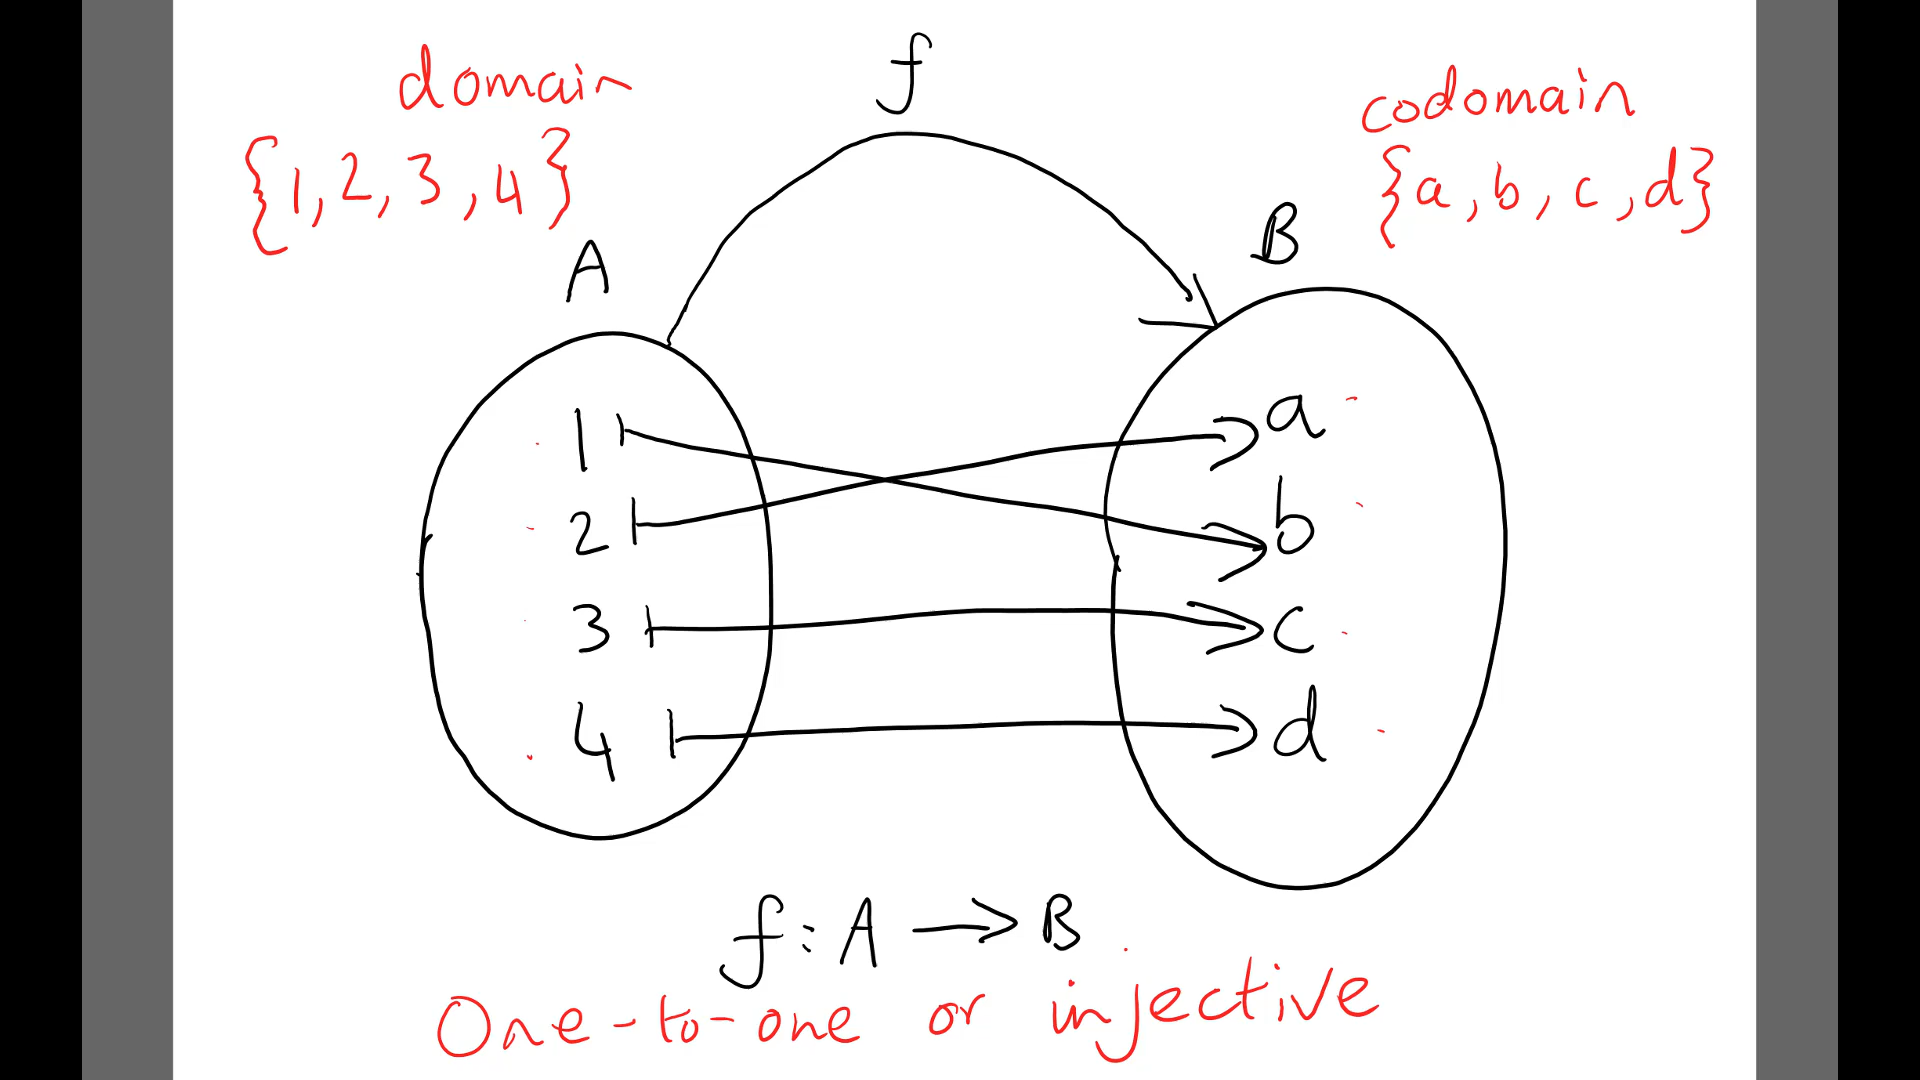 domain
{1, 2, 3, 4}
f
codomain
{a, b, c, d}
A
B
1
2
3
4
a
b
c
d
f: A → B
One-to-one or injective